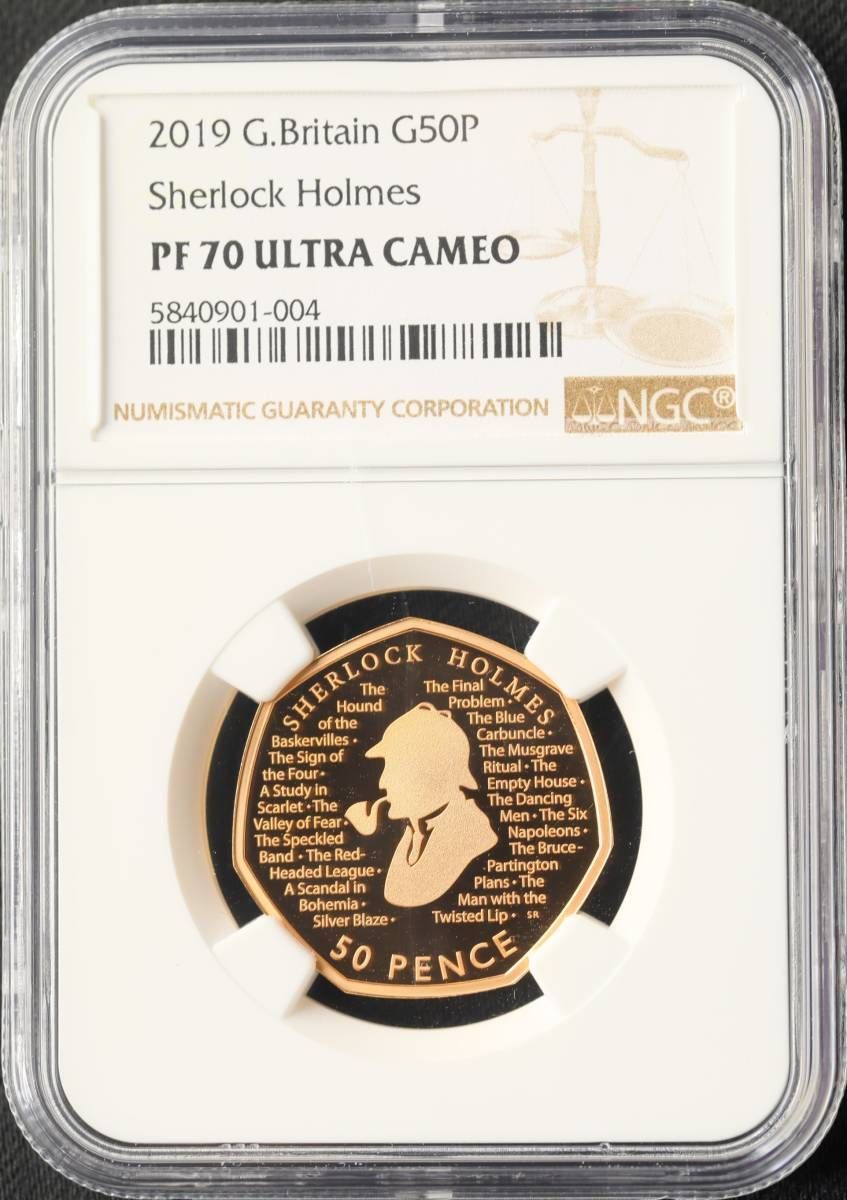 2019 G.Britain G50P
Sherlock Holmes
PF 70 ULTRA CAMEO
5840901-004
NUMISMATIC GUARANTY CORPORATION
NGC®
SHERLOCK HOLMES
The
Hound
of the
Baskervilles •
The Sign of
the Four •
A Study in
Scarlet • The
Valley of Fear •
The Speckled
Band • The Red-
Headed League •
A Scandal in
Bohemia •
Silver Blaze •
The Final
Problem •
The Blue
Carbuncle •
The Musgrave
Ritual • The
Empty House •
The Dancing
Men • The Six
Napoleons •
The Bruce-
Partington
Plans • The
Man with the
Twisted Lip • SR
50 PENCE